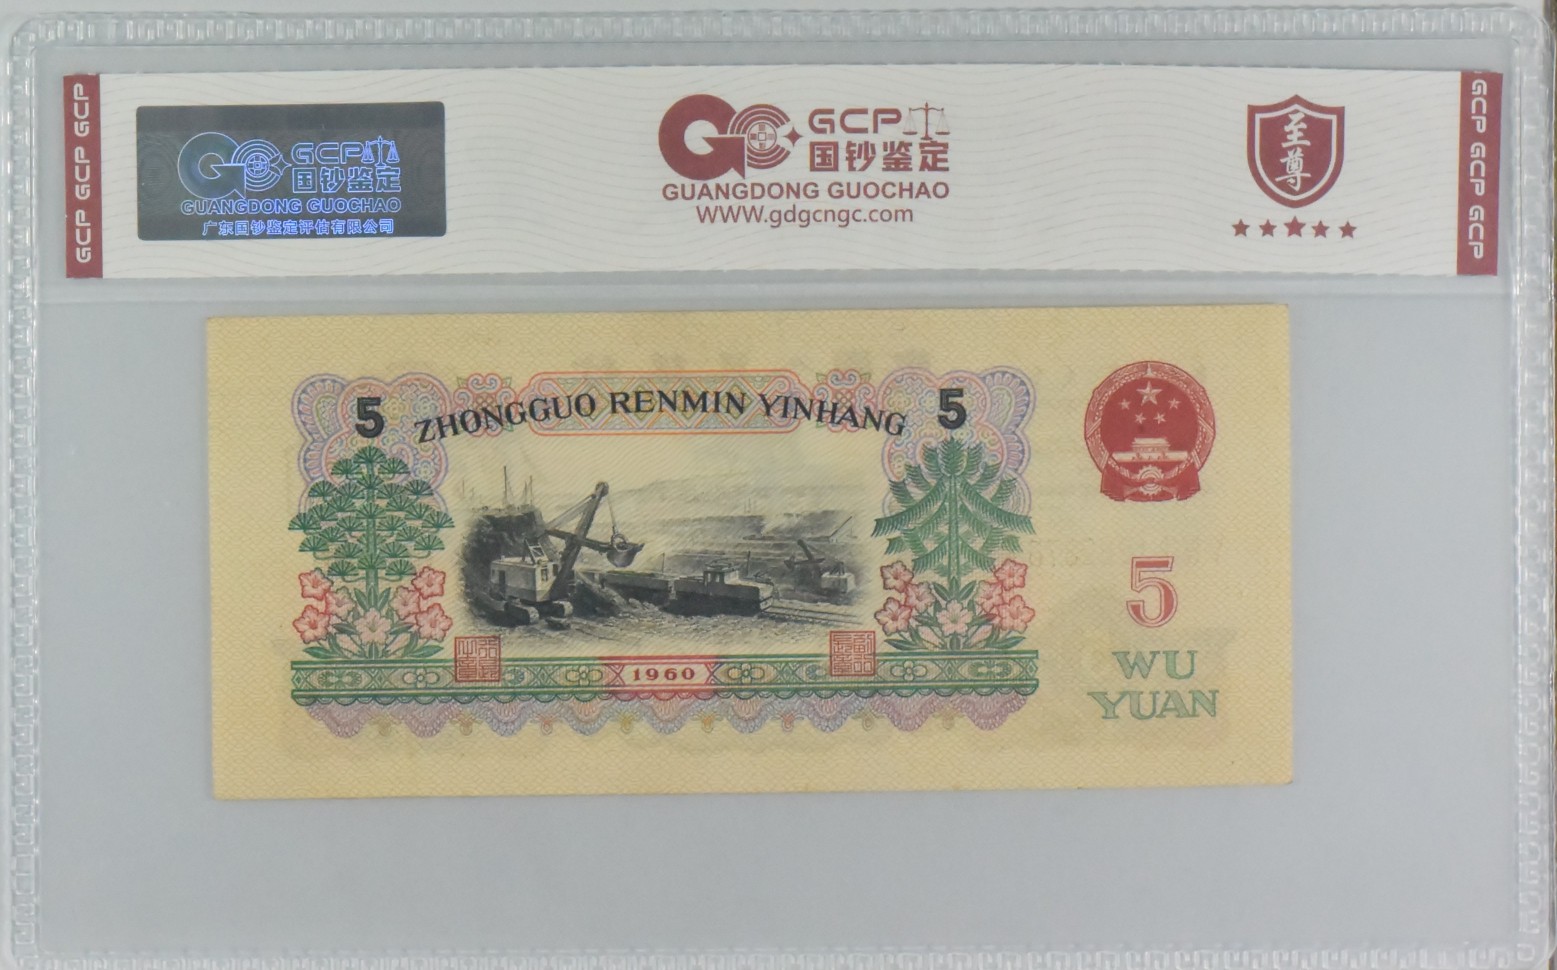 GCP GCP GCP
GCP
国钞鉴定
GUANGDONG GUOCHAO
广东国钞鉴定评估有限公司
GCP
国钞鉴定
GUANGDONG GUOCHAO
WWW.gdgcngc.com
至尊
GCP GCP GCP
5 ZHONGGUO RENMIN YINHANG 5
1960
5
WU
YUAN